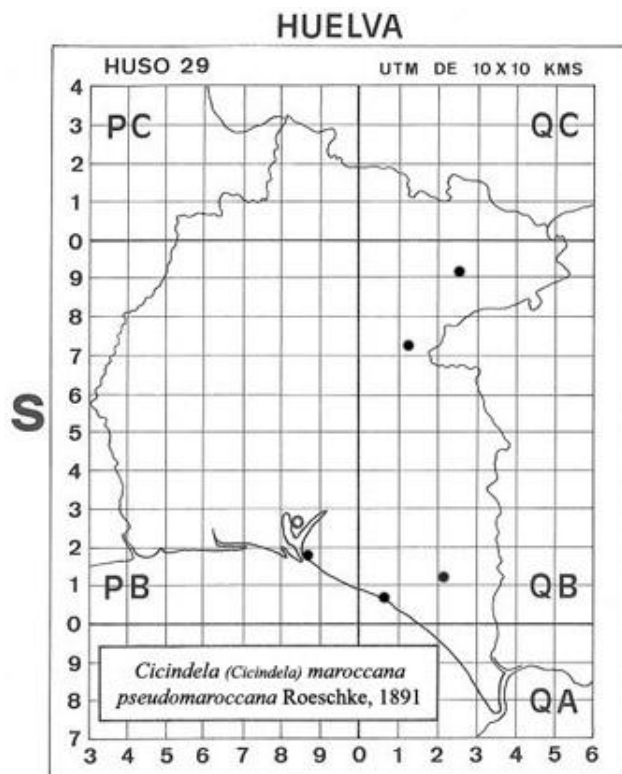 HUELVA
HUSO 29 UTM DE 10 X 10 KMS
4
PC QC
3
2
1
0
9
8
7
6
S
5
4
3
2
1
PB QB
0
9
Cicindela (Cicindela) maroccana
pseudomaroccana Roeschke, 1891
8
QA
7
3 4 5 6 7 8 9 0 1 2 3 4 5 6